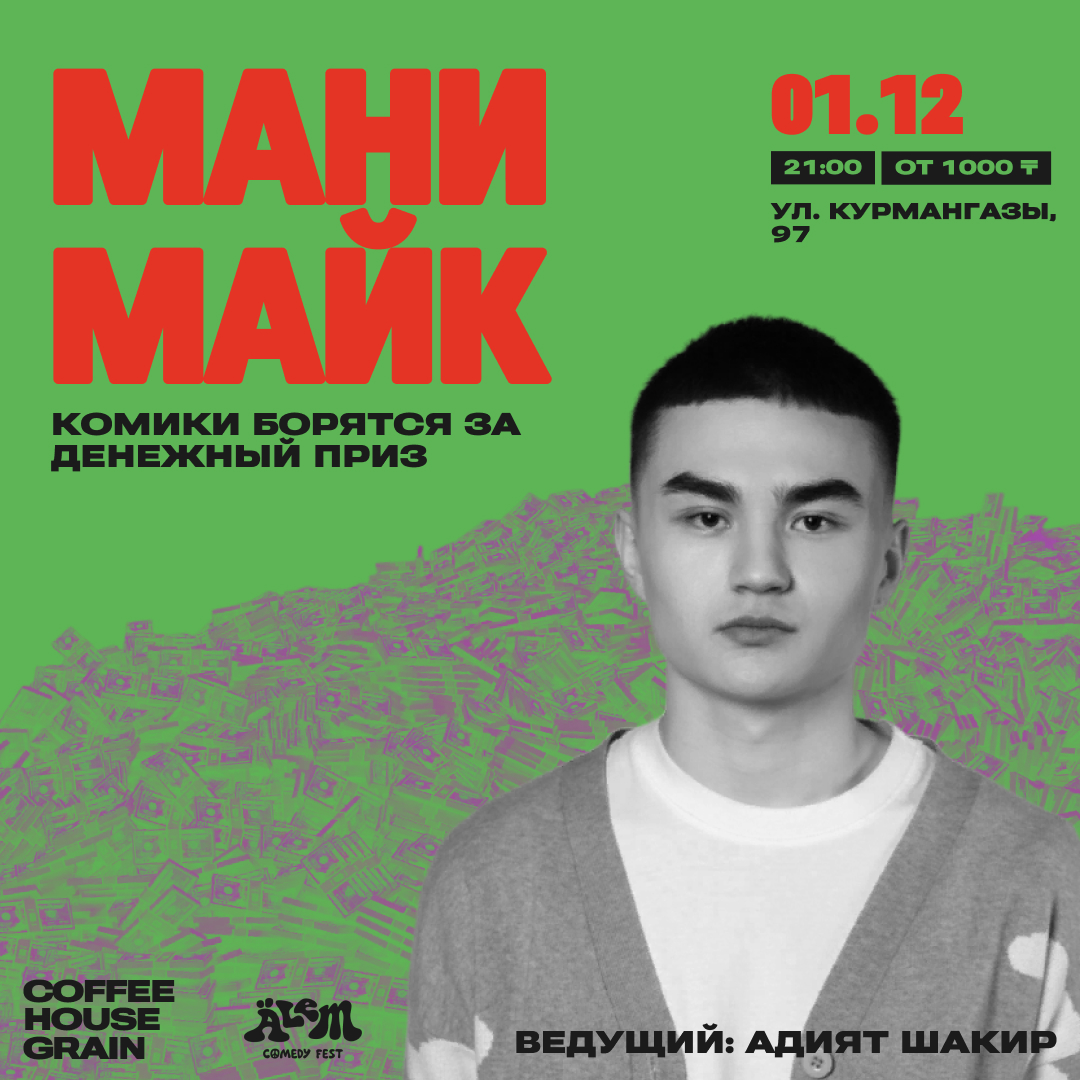 МАНИ
МАЙК
КОМИКИ БОРЯТСЯ ЗА
ДЕНЕЖНЫЙ ПРИЗ
01.12
21:00 ОТ 1000 ₸
УЛ. КУРМАНГАЗЫ,
97
COFFEE
HOUSE
GRAIN
ÄLEM
COMEDY FEST
ВЕДУЩИЙ: АДИЯТ ШАКИР